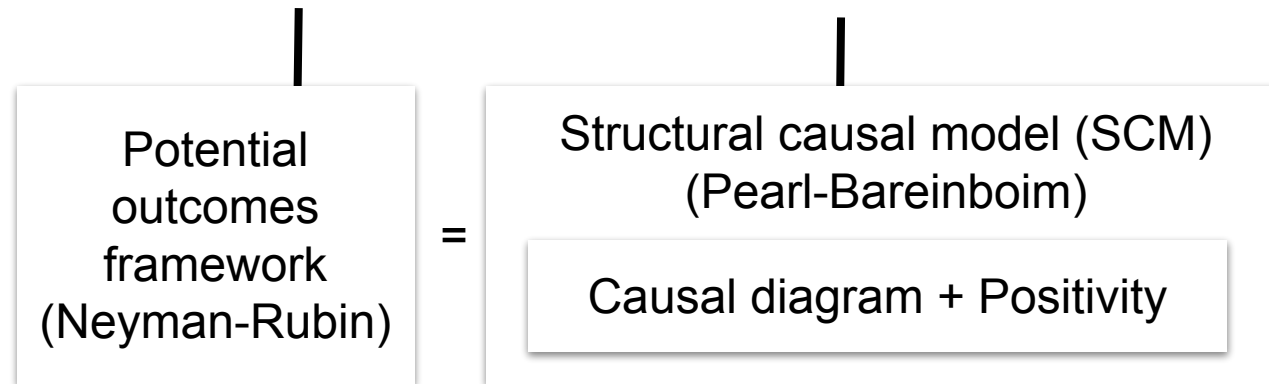 Potential
outcomes
framework
(Neyman-Rubin)
=
Structural causal model (SCM)
(Pearl-Bareinboim)
Causal diagram + Positivity